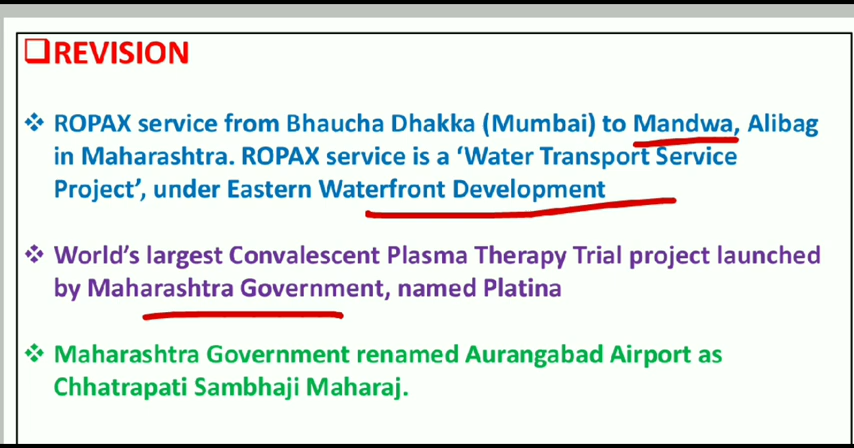 REVISION
ROPAX service from Bhaucha Dhakka (Mumbai) to Mandwa, Alibag
in Maharashtra. ROPAX service is a ‘Water Transport Service
Project’, under Eastern Waterfront Development
World’s largest Convalescent Plasma Therapy Trial project launched
by Maharashtra Government, named Platina
Maharashtra Government renamed Aurangabad Airport as
Chhatrapati Sambhaji Maharaj.